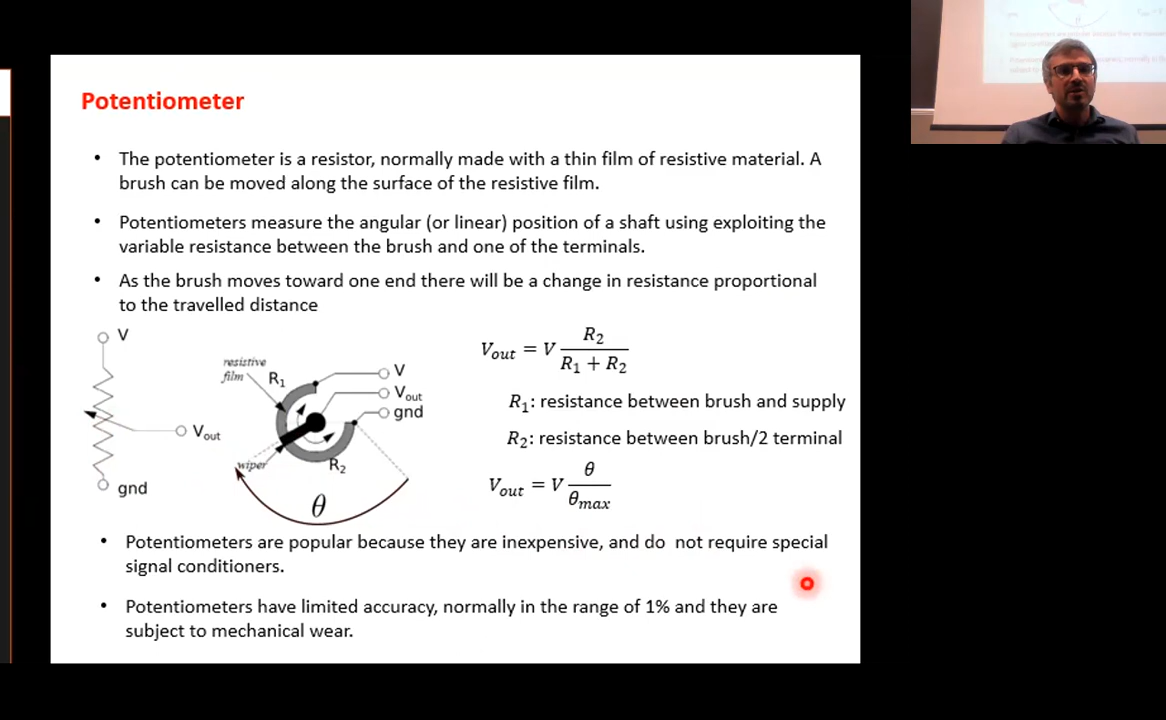 Potentiometer
• The potentiometer is a resistor, normally made with a thin film of resistive material. A
brush can be moved along the surface of the resistive film.
• Potentiometers measure the angular (or linear) position of a shaft using exploiting the
variable resistance between the brush and one of the terminals.
• As the brush moves toward one end there will be a change in resistance proportional
to the travelled distance
V
Vout
gnd
resistive
film
R1
V
Vout
gnd
wiper
R2
θ
Vout = V R2 / (R1 + R2)
R1: resistance between brush and supply
R2: resistance between brush/2 terminal
Vout = V θ / θmax
• Potentiometers are popular because they are inexpensive, and do not require special
signal conditioners.
• Potentiometers have limited accuracy, normally in the range of 1% and they are
subject to mechanical wear.